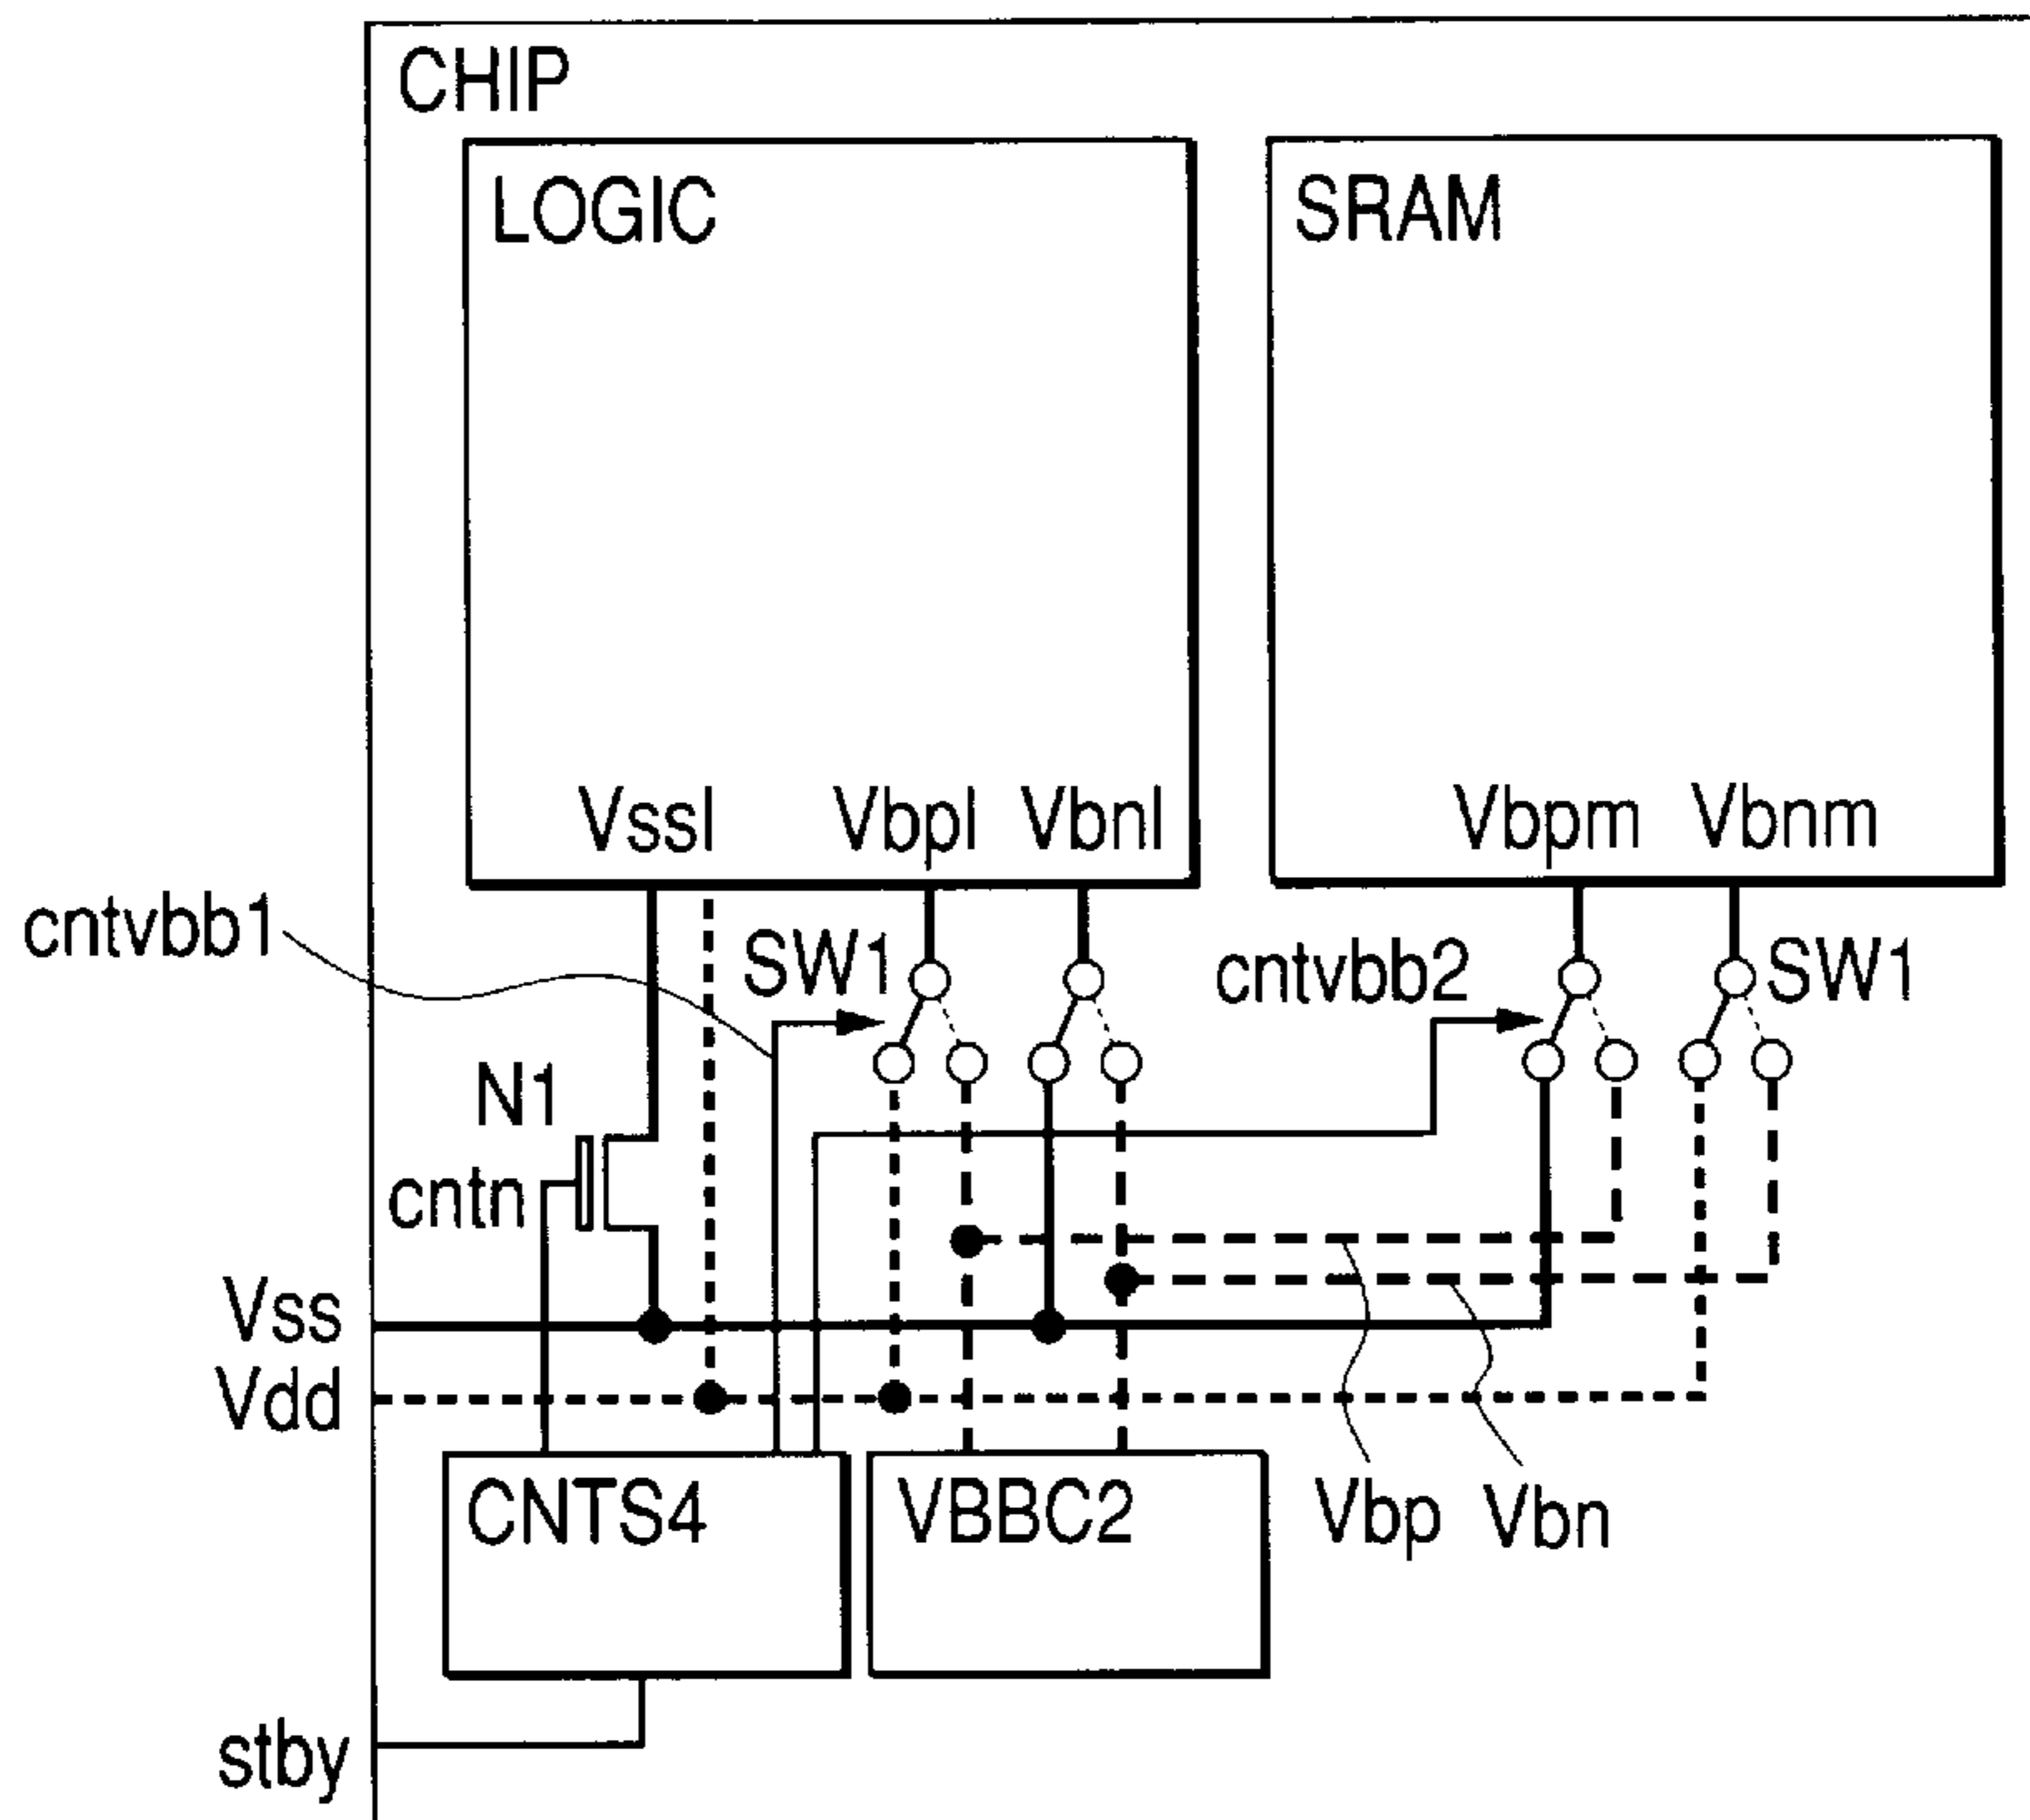 CHIP
LOGIC
SRAM
Vssl
Vbpl
Vbnl
Vbpm
Vbnm
cntvbb1
SW1
cntvbb2
SW1
N1
cntn
Vss
Vdd
CNTS4
VBBC2
Vbp
Vbn
stby